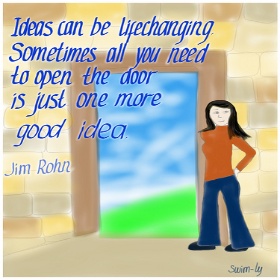 Ideas can be lifechanging.
Sometimes all you need
to open the door
is just one more
good idea.
Jim Rohn
swim-ly